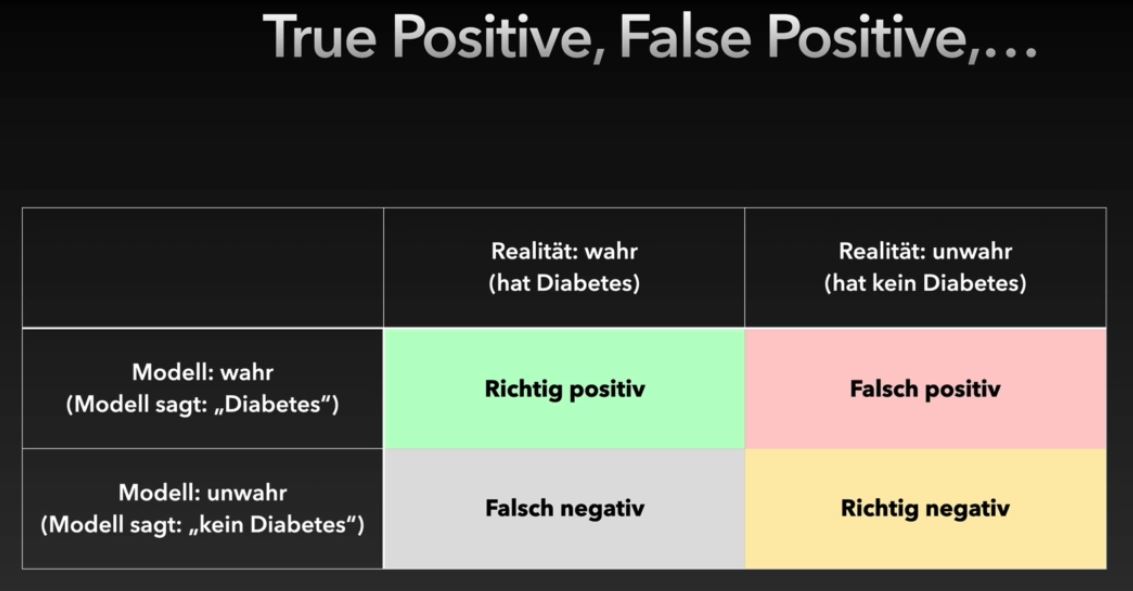 True Positive, False Positive,…
Realität: wahr
(hat Diabetes)
Realität: unwahr
(hat kein Diabetes)
Modell: wahr
(Modell sagt: „Diabetes“)
Richtig positiv
Falsch positiv
Modell: unwahr
(Modell sagt: „kein Diabetes“)
Falsch negativ
Richtig negativ